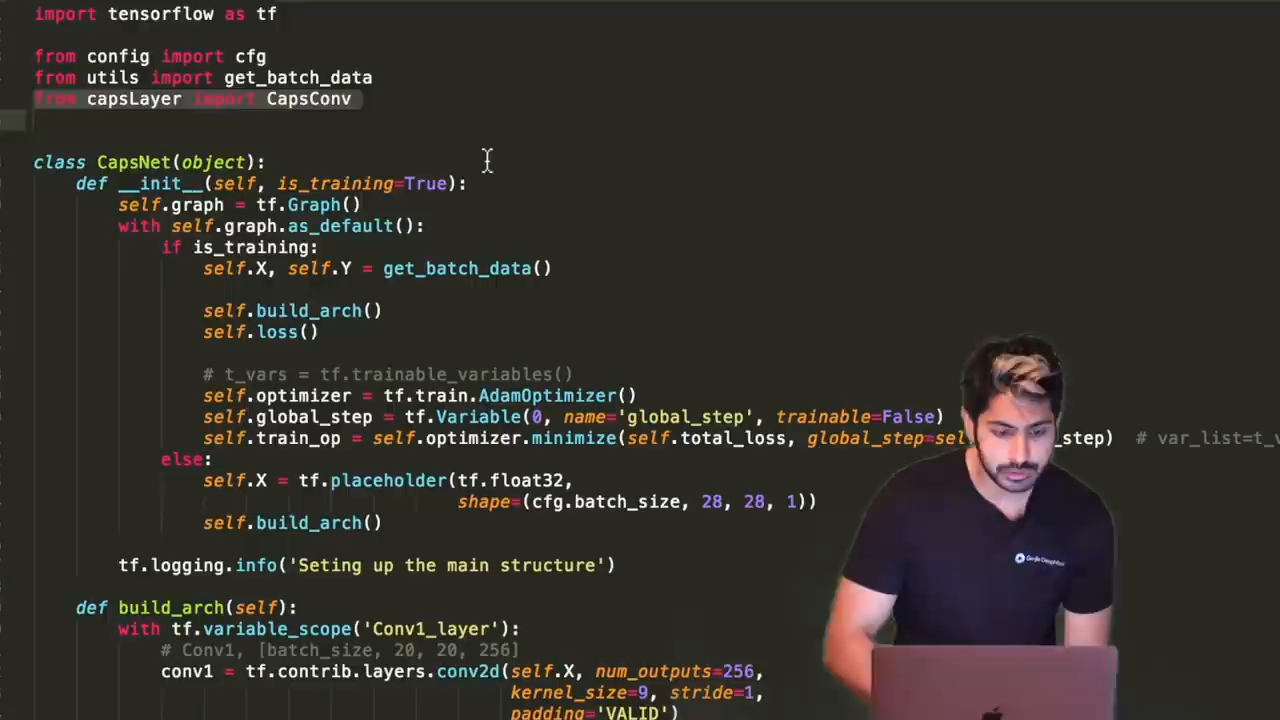 import tensorflow as tf
from config import cfg
from utils import get_batch_data
from capsLayer import CapsConv
class CapsNet(object):
def __init__(self, is_training=True):
self.graph = tf.Graph()
with self.graph.as_default():
if is_training:
self.X, self.Y = get_batch_data()
self.build_arch()
self.loss()
# t_vars = tf.trainable_variables()
self.optimizer = tf.train.AdamOptimizer()
self.global_step = tf.Variable(0, name='global_step', trainable=False)
self.train_op = self.optimizer.minimize(self.total_loss, global_step=sel _step) # var_list=t_v
else:
self.X = tf.placeholder(tf.float32,
shape=(cfg.batch_size, 28, 28, 1))
self.build_arch()
tf.logging.info('Seting up the main structure')
def build_arch(self):
with tf.variable_scope('Conv1_layer'):
# Conv1, [batch_size, 20, 20, 256]
conv1 = tf.contrib.layers.conv2d(self.X, num_outputs=256,
kernel_size=9, stride=1,
padding='VALID')